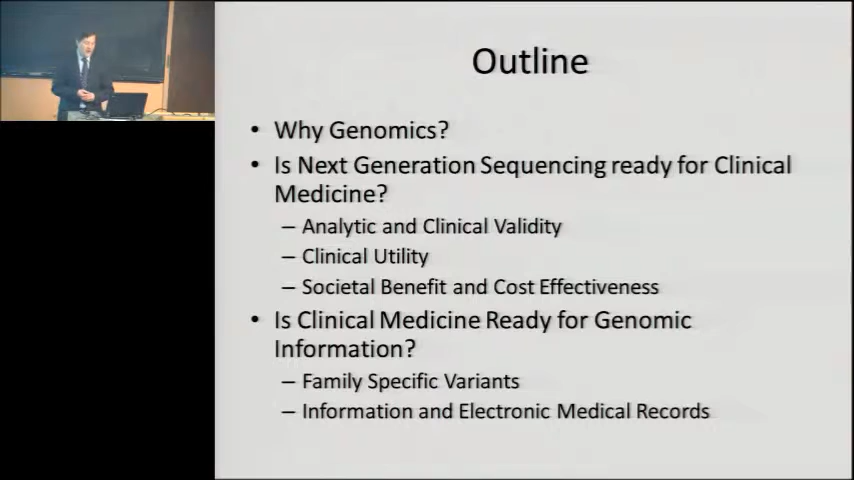 Outline
• Why Genomics?
• Is Next Generation Sequencing ready for Clinical
Medicine?
– Analytic and Clinical Validity
– Clinical Utility
– Societal Benefit and Cost Effectiveness
• Is Clinical Medicine Ready for Genomic
Information?
– Family Specific Variants
– Information and Electronic Medical Records